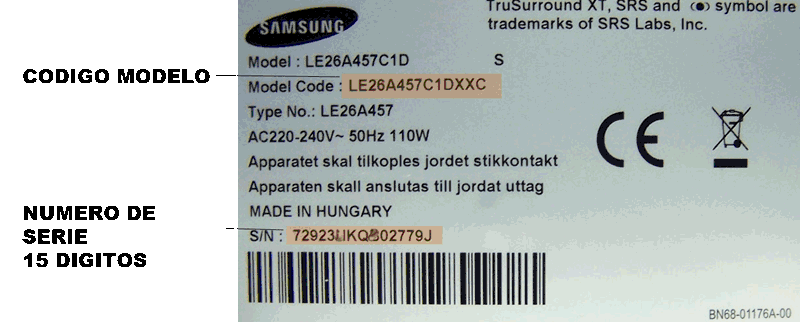 TruSurround XT, SRS and (●) symbol are
trademarks of SRS Labs, Inc.
SAMSUNG
Model : LE26A457C1D S
CODIGO MODELO
Model Code : LE26A457C1DXXC
Type No.: LE26A457
AC220-240V~ 50Hz 110W
Apparatet skal tilkoples jordet stikkontakt
Apparaten skall anslutas till jordat uttag
MADE IN HUNGARY
NUMERO DE
SERIE
15 DIGITOS
S/N :
BN68-01176A-00